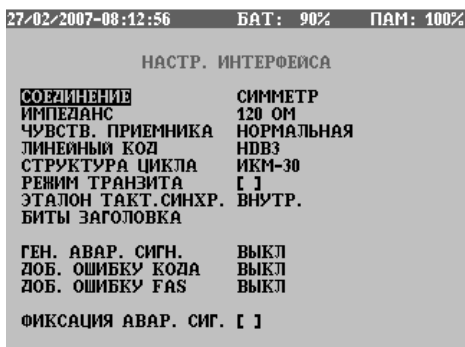 27/02/2007-08:12:56 БАТ: 90% ПАМ: 100%
НАСТР. ИНТЕРФЕЙСА
СОЕДИНЕНИЕ СИММЕТР
ИМПЕДАНС 120 ОМ
ЧУВСТВ. ПРИЕМНИКА НОРМАЛЬНАЯ
ЛИНЕЙНЫЙ КОД HDB3
СТРУКТУРА ЦИКЛА ИКМ-30
РЕЖИМ ТРАНЗИТА [ ]
ЭТАЛОН ТАКТ.СИНХР. ВНУТР.
БИТЫ ЗАГОЛОВКА
ГЕН. АВАР. СИГН. ВЫКЛ
ДОБ. ОШИБКУ КОДА ВЫКЛ
ДОБ. ОШИБКУ FAS ВЫКЛ
ФИКСАЦИЯ АВАР. СИГ. [ ]